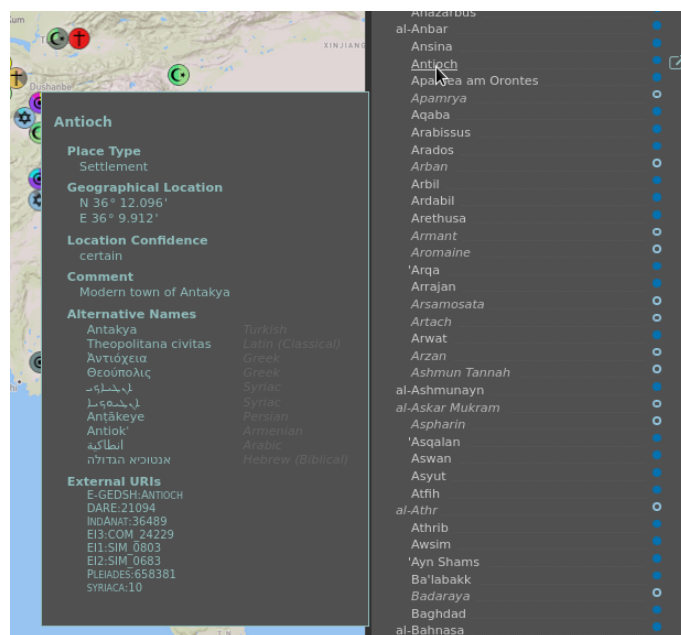 XINJIANG
Dushanbe
Antioch
Place Type
Settlement
Geographical Location
N 36° 12.096'
E 36° 9.912'
Location Confidence
certain
Comment
Modern town of Antakya
Alternative Names
Antakya Turkish
Theopolitana civitas Latin (Classical)
Ἀντιόχεια Greek
Θεούπολις Greek
Syriac
Syriac
Anṭākeye Persian
Antiok' Armenian
انطاكية Arabic
אנטוכיא הגדולה Hebrew (Biblical)
External URIs
E-GEDSH:ANTIOCH
DARE:21094
INDANAT:36489
EI3:COM_24229
EI1:SIM_0803
EI2:SIM_0683
PLEIADES:658381
SYRIACA:10
Anazarbus
al-Anbar
Ansina
Antioch
Apamea am Orontes
Apamrya
Aqaba
Arabissus
Arados
Arban
Arbil
Ardabil
Arethusa
Armant
Aromaine
'Arqa
Arrajan
Arsamosata
Artach
Arwat
Arzan
Ashmun Tannah
al-Ashmunayn
al-Askar Mukram
Aspharin
'Asqalan
Aswan
Asyut
Atfih
al-Athr
Athrib
Awsim
'Ayn Shams
Ba'labakk
Badaraya
Baghdad
al-Bahnasa